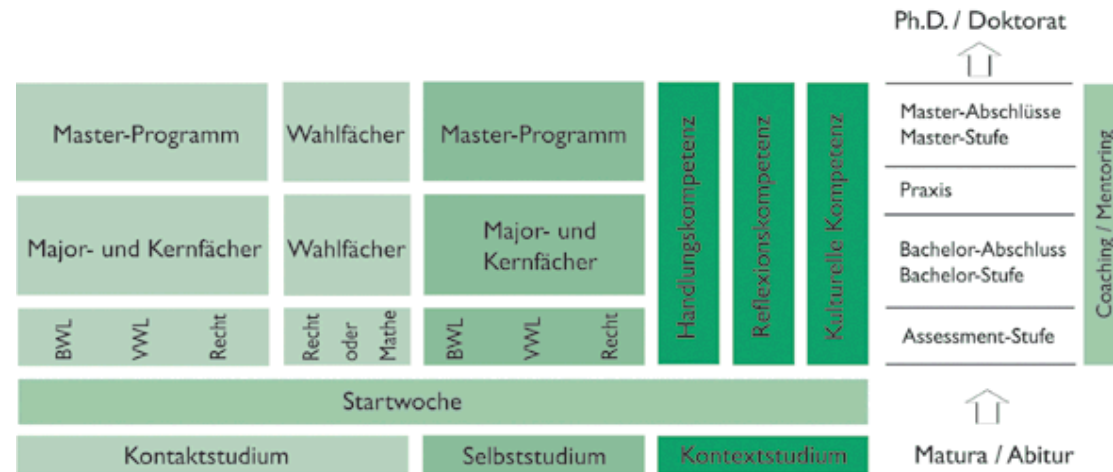 Ph.D. / Doktorat
Master-Programm
Wahlfächer
Master-Programm
Handlungskompetenz
Reflexionskompetenz
Kulturelle Kompetenz
Master-Abschlüsse
Master-Stufe
Praxis
Coaching / Mentoring
Major- und Kernfächer
Wahlfächer
Major- und
Kernfächer
Bachelor-Abschluss
Bachelor-Stufe
BWL
VWL
Recht
Recht
oder
Mathe
BWL
VWL
Recht
Assessment-Stufe
Startwoche
Kontaktstudium
Selbststudium
Kontextstudium
Matura / Abitur